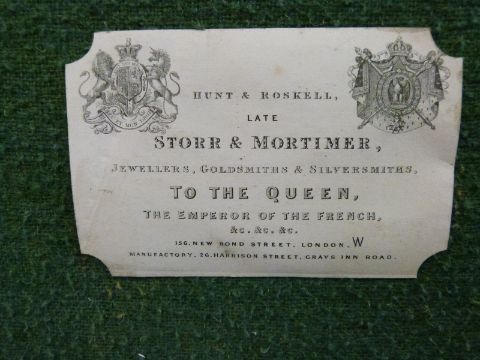 HUNT & ROSKELL,
LATE
STORR & MORTIMER,
JEWELLERS, GOLDSMITHS & SILVERSMITHS,
TO THE QUEEN,
THE EMPEROR OF THE FRENCH,
&c. &c. &c.
156, NEW BOND STREET, LONDON, W
MANUFACTORY, 26, HARRISON STREET, GRAYS INN ROAD.